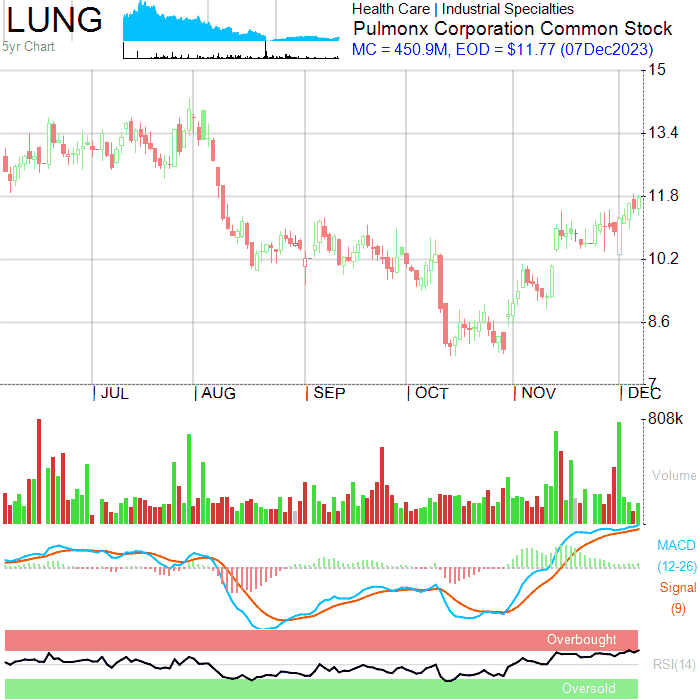 LUNG
5yr Chart
Health Care | Industrial Specialties
Pulmonx Corporation Common Stock
MC = 450.9M, EOD = $11.77 (07Dec2023)
15
13.4
11.8
10.2
8.6
7
JUL AUG SEP OCT NOV DEC
808k
Volume
MACD
(12-26)
Signal
(9)
Overbought
RSI(14)
Oversold